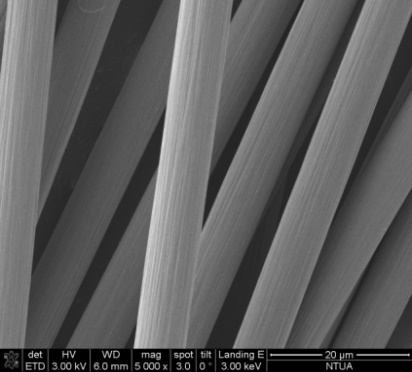 det HV WD mag spot tilt Landing E 20 µm
ETD 3.00 kV 6.0 mm 5 000 x 3.0 0 ° 3.00 keV NTUA